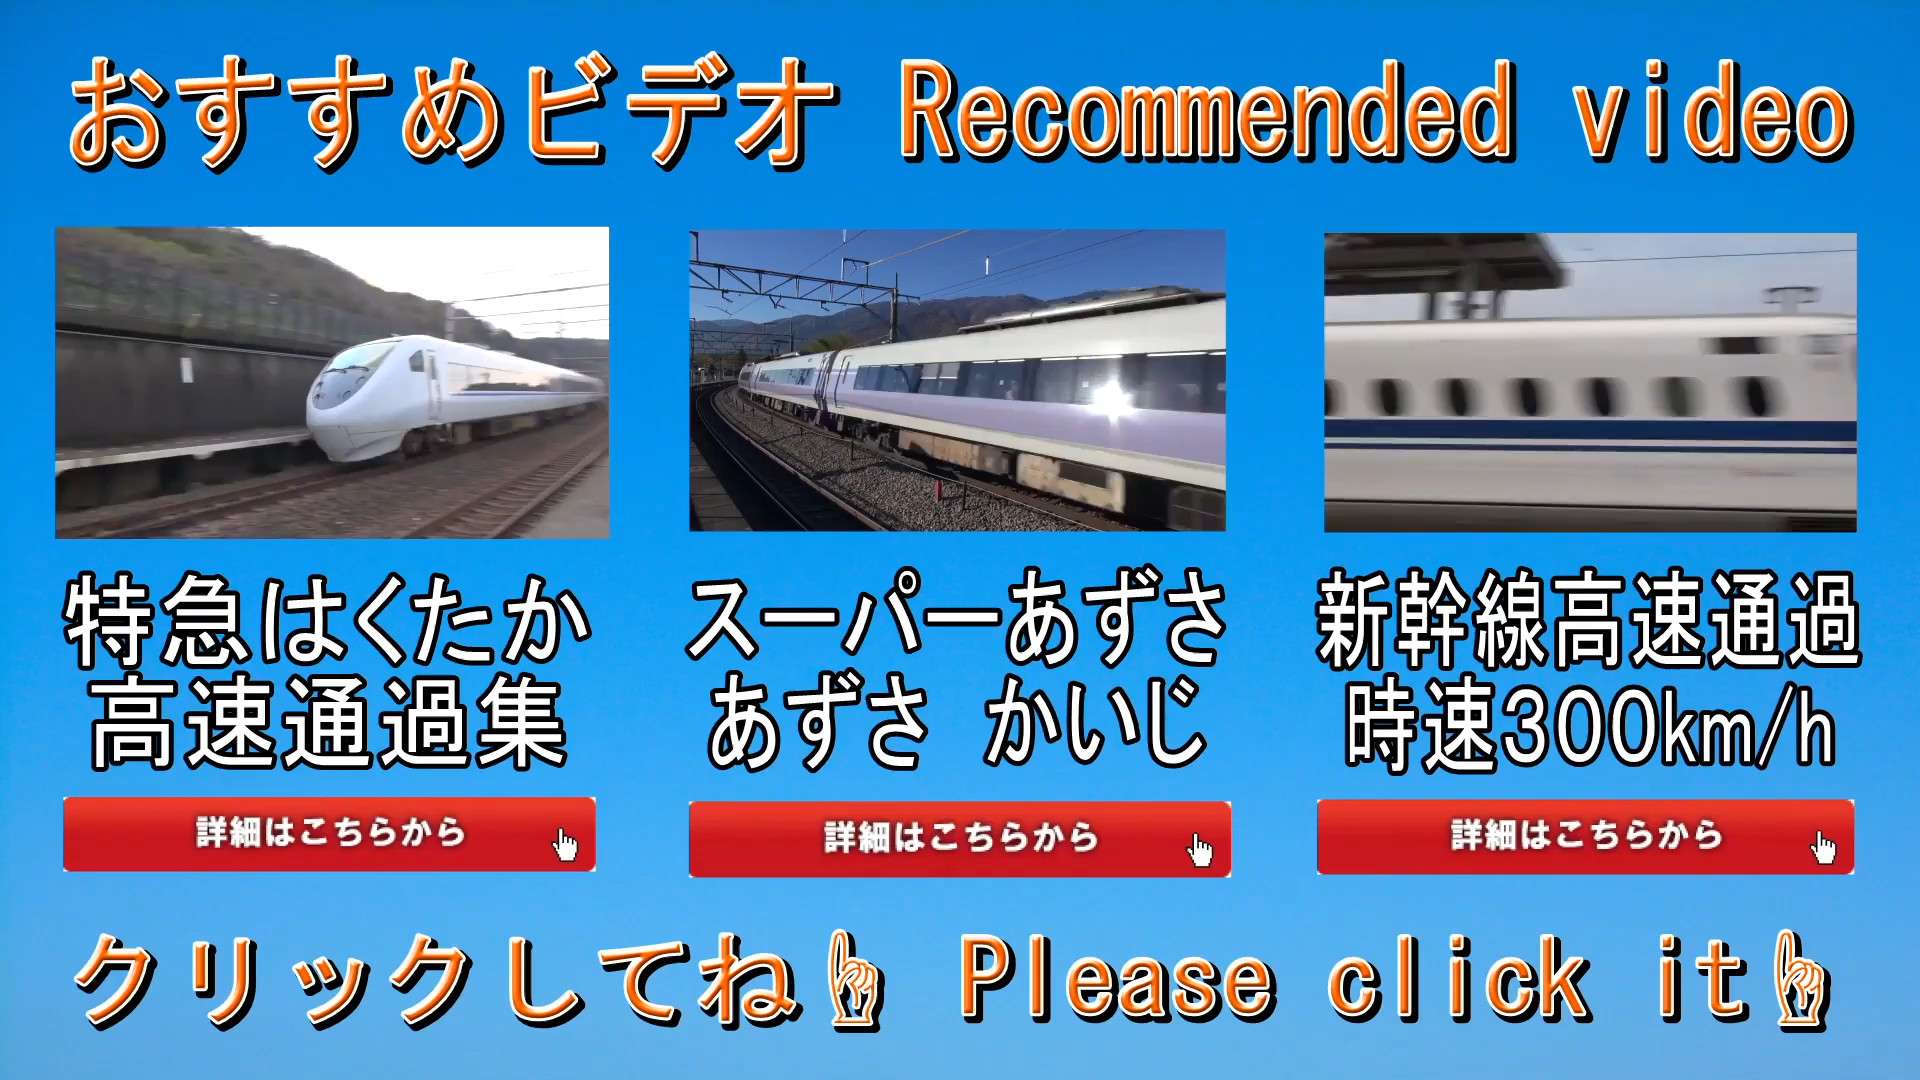 おすすめビデオ Recommended video
特急はくたか
高速通過集
スーパーあずさ
あずさ かいじ
新幹線高速通過
時速300km/h
詳細はこちらから
詳細はこちらから
詳細はこちらから
クリックしてね☝ Please click it☝